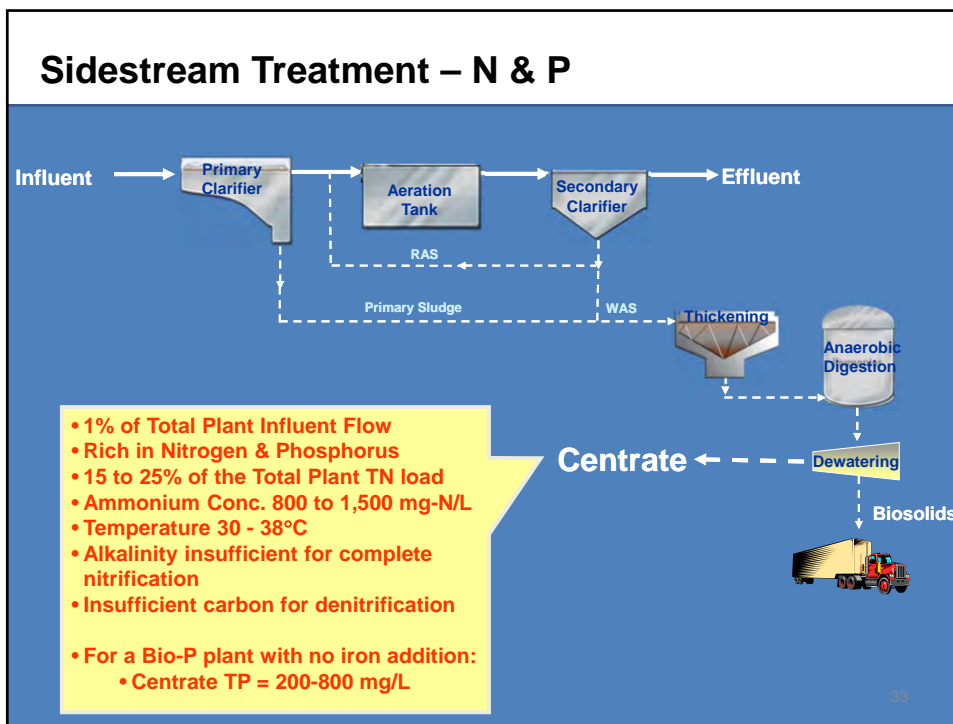 Sidestream Treatment – N & P
Influent
Primary
Clarifier
Aeration
Tank
Secondary
Clarifier
Effluent
RAS
Primary Sludge
WAS
Thickening
Anaerobic
Digestion
• 1% of Total Plant Influent Flow
• Rich in Nitrogen & Phosphorus
• 15 to 25% of the Total Plant TN load
• Ammonium Conc. 800 to 1,500 mg-N/L
• Temperature 30 - 38°C
• Alkalinity insufficient for complete
nitrification
• Insufficient carbon for denitrification
• For a Bio-P plant with no iron addition:
• Centrate TP = 200-800 mg/L
Centrate
Dewatering
Biosolids
33